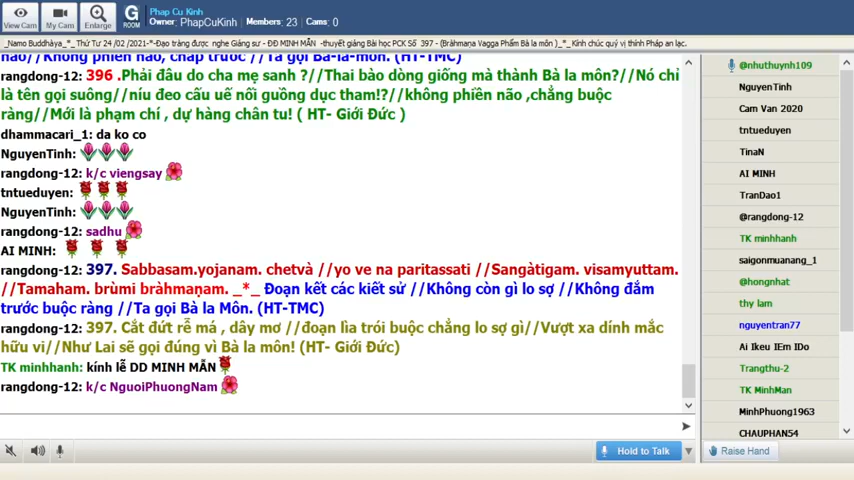 Phap Cu Kinh
Owner: PhapCuKinh Members: 23 Cams: 0
View Cam
My Cam
Enlarge
G
ROOM
_Namo Buddhàya_*_ Thứ Tư 24 /02 /2021-*-Đạo tràng được nghe Giảng sư - ĐĐ MINH MẪN -thuyết giảng Bài học PCK Số 397 - (Bràhmaṇa Vagga Phẩm Bà la môn )_*_ Kính chúc quý vị thính Pháp an lạc.
não//Không phiền não, chấp trước //Ta gọi Bà-la-môn. (HT-TMC)
rangdong-12: 396 .Phải đâu do cha mẹ sanh ?//Thai bào dòng giống mà thành Bà la môn?//Nó chỉ
là tên gọi suông//níu đeo cấu uế nối guồng dục tham!?//không phiền não ,chẳng buộc
ràng//Mới là phạm chí , dự hàng chân tu! ( HT- Giới Đức )
dhammacari_1: da ko co
NguyenTinh:
rangdong-12: k/c viengsay
tntueduyen:
NguyenTinh:
rangdong-12: sadhu
AI MINH:
rangdong-12: 397. Sabbasam.yojanam. chetvà //yo ve na paritassati //Sangàtigam. visamyuttam.
//Tamaham. brùmi bràhmaṇam. _*_ Đoạn kết các kiết sử //Không còn gì lo sợ //Không đắm
trước buộc ràng //Ta gọi Bà la Môn. (HT-TMC)
rangdong-12: 397. Cắt đứt rễ má , dây mơ //đoạn lìa trói buộc chẳng lo sợ gì//Vượt xa dính mắc
hữu vi//Như Lai sẽ gọi đúng vì Bà la môn! (HT- Giới Đức)
TK minhhanh: kính lễ DD MINH MẪN
rangdong-12: k/c NguoiPhuongNam
Hold to Talk
@nhuthuynh109
NguyenTinh
Cam Van 2020
tntueduyen
TinaN
AI MINH
TranDao1
@rangdong-12
TK minhhanh
saigonmuanang_1
@hongnhat
thy lam
nguyentran77
Ai Ikeu IEm IDo
Trangthu-2
TK MinhMan
MinhPhuong1963
CHAUPHAN54
Raise Hand